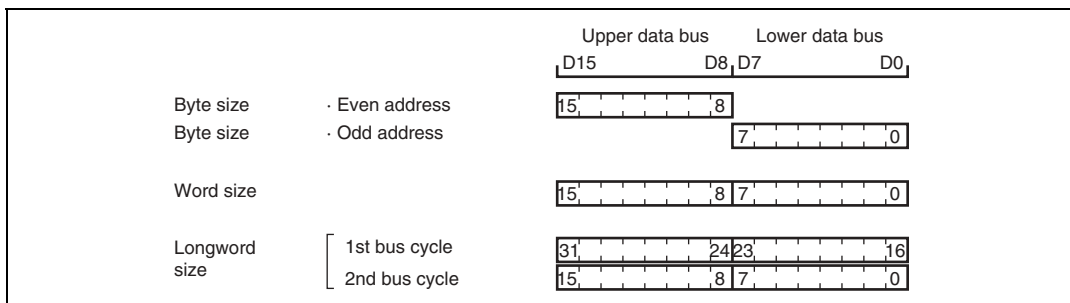 Upper data bus Lower data bus
D15 D8 D7 D0
Byte size · Even address 15 8
Byte size · Odd address 7 0
Word size 15 8 7 0
Longword size 1st bus cycle 31 24 23 16
2nd bus cycle 15 8 7 0